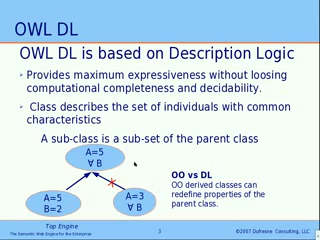 OWL DL
OWL DL is based on Description Logic
Provides maximum expressiveness without loosing
computational completeness and decidability.
Class describes the set of individuals with common
characteristics
A sub-class is a sub-set of the parent class
A=5
∀ B
A=5
B=2
A=3
∀ B
OO vs DL
OO derived classes can
redefine properties of the
parent class.
Top Engine
The Semantic Web Engine for the Enterprise
3
©2007 Dufresne Consulting, LLC